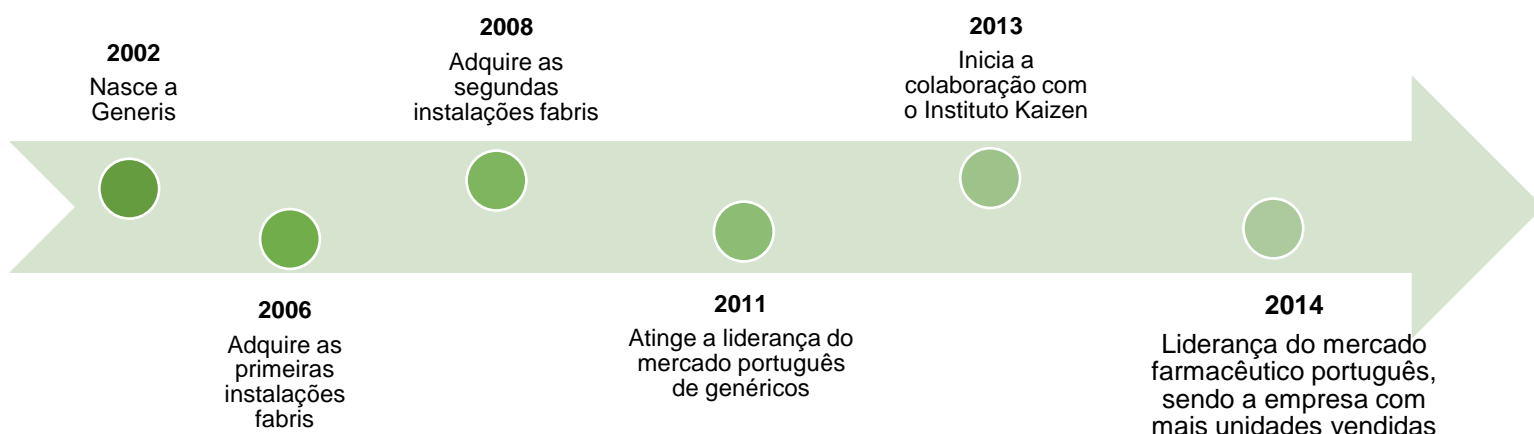 2002
Nasce a
Generis
2006
Adquire as
primeiras
instalações
fabris
2008
Adquire as
segundas
instalações fabris
2011
Atinge a liderança do
mercado português
de genéricos
2013
Inicia a
colaboração com
o Instituto Kaizen
2014
Liderança do mercado
farmacêutico português,
sendo a empresa com
mais unidades vendidas